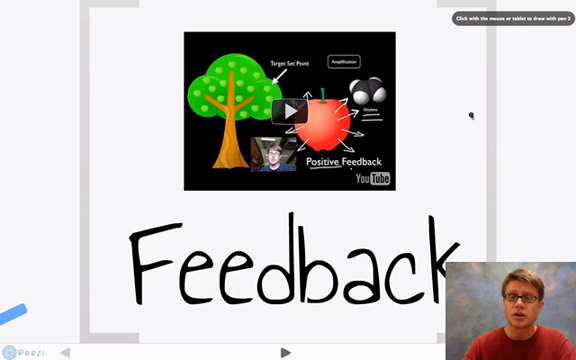 Click with the mouse or tablet to draw with pen 2
Target Set Point
Amplification
Ethylene
Positive Feedback
YouTube
Feedback
PREZI